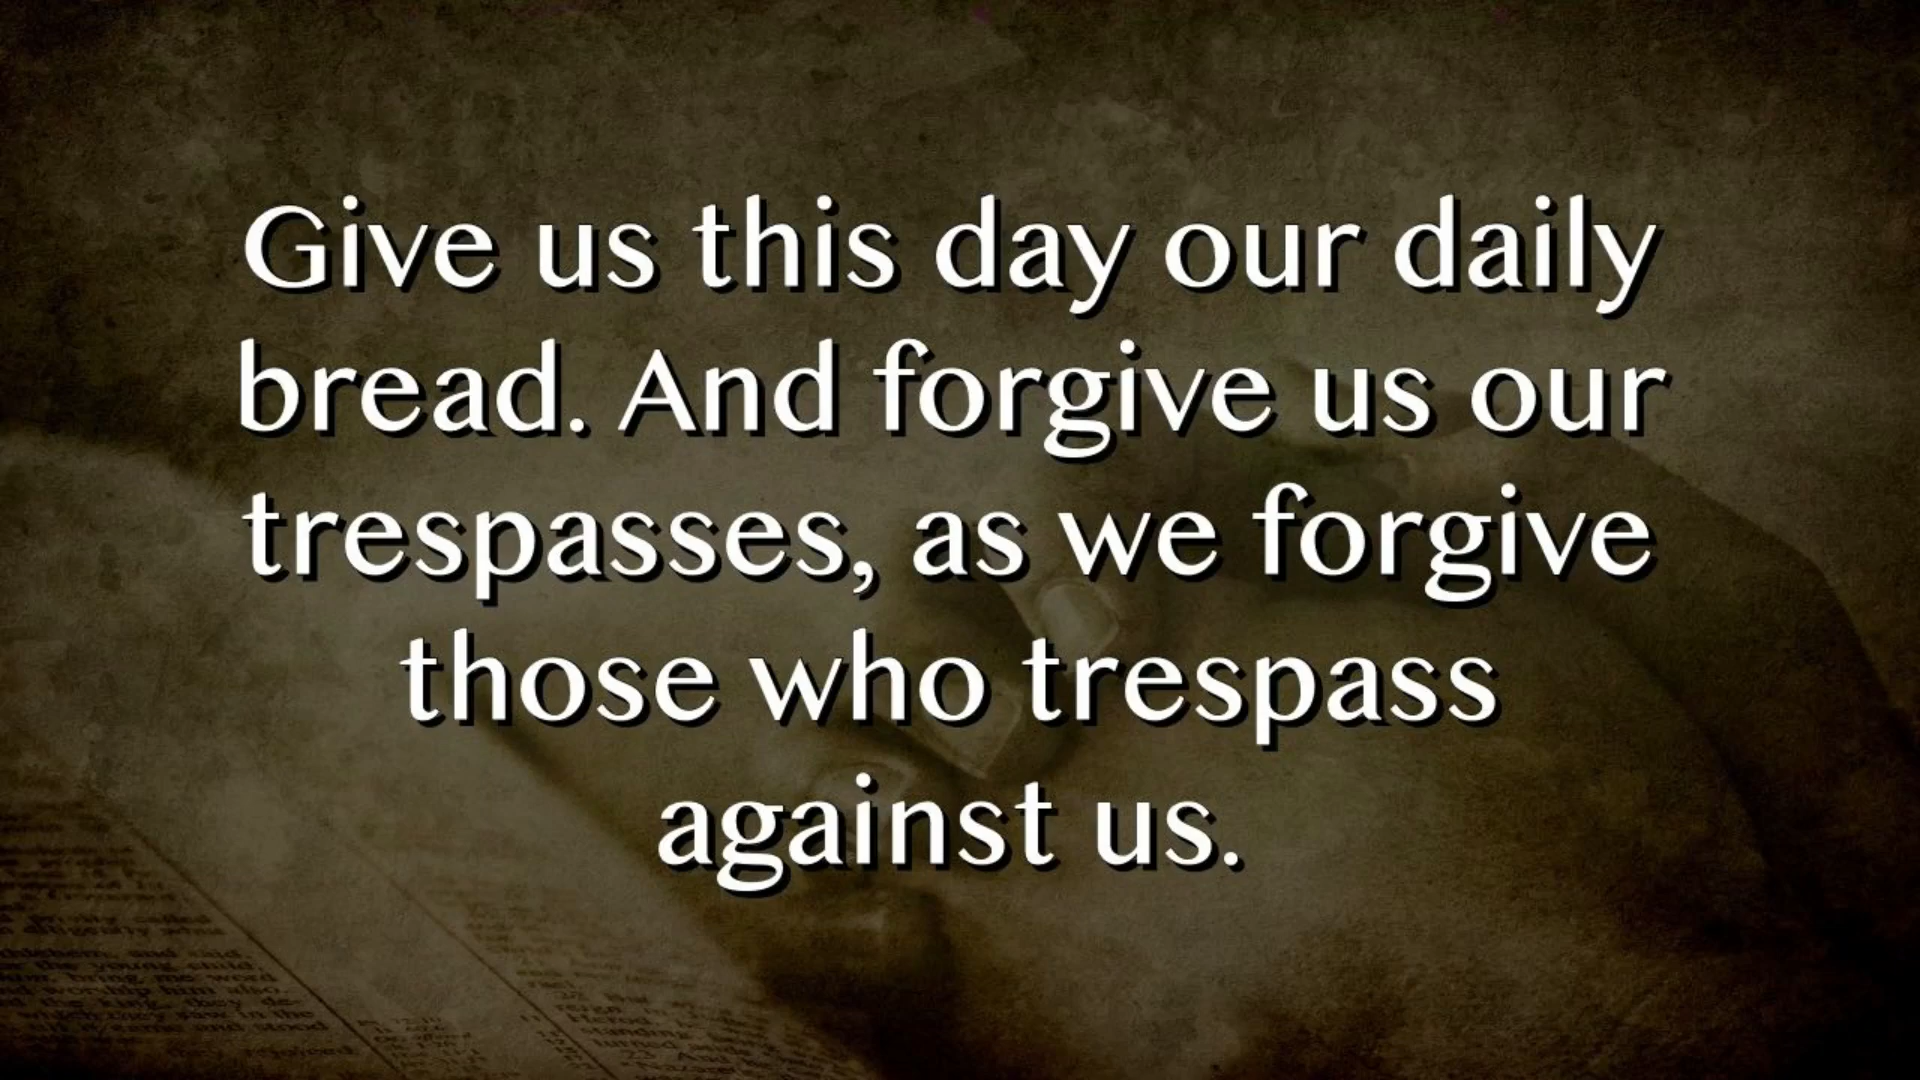 Give us this day our daily
bread. And forgive us our
trespasses, as we forgive
those who trespass
against us.